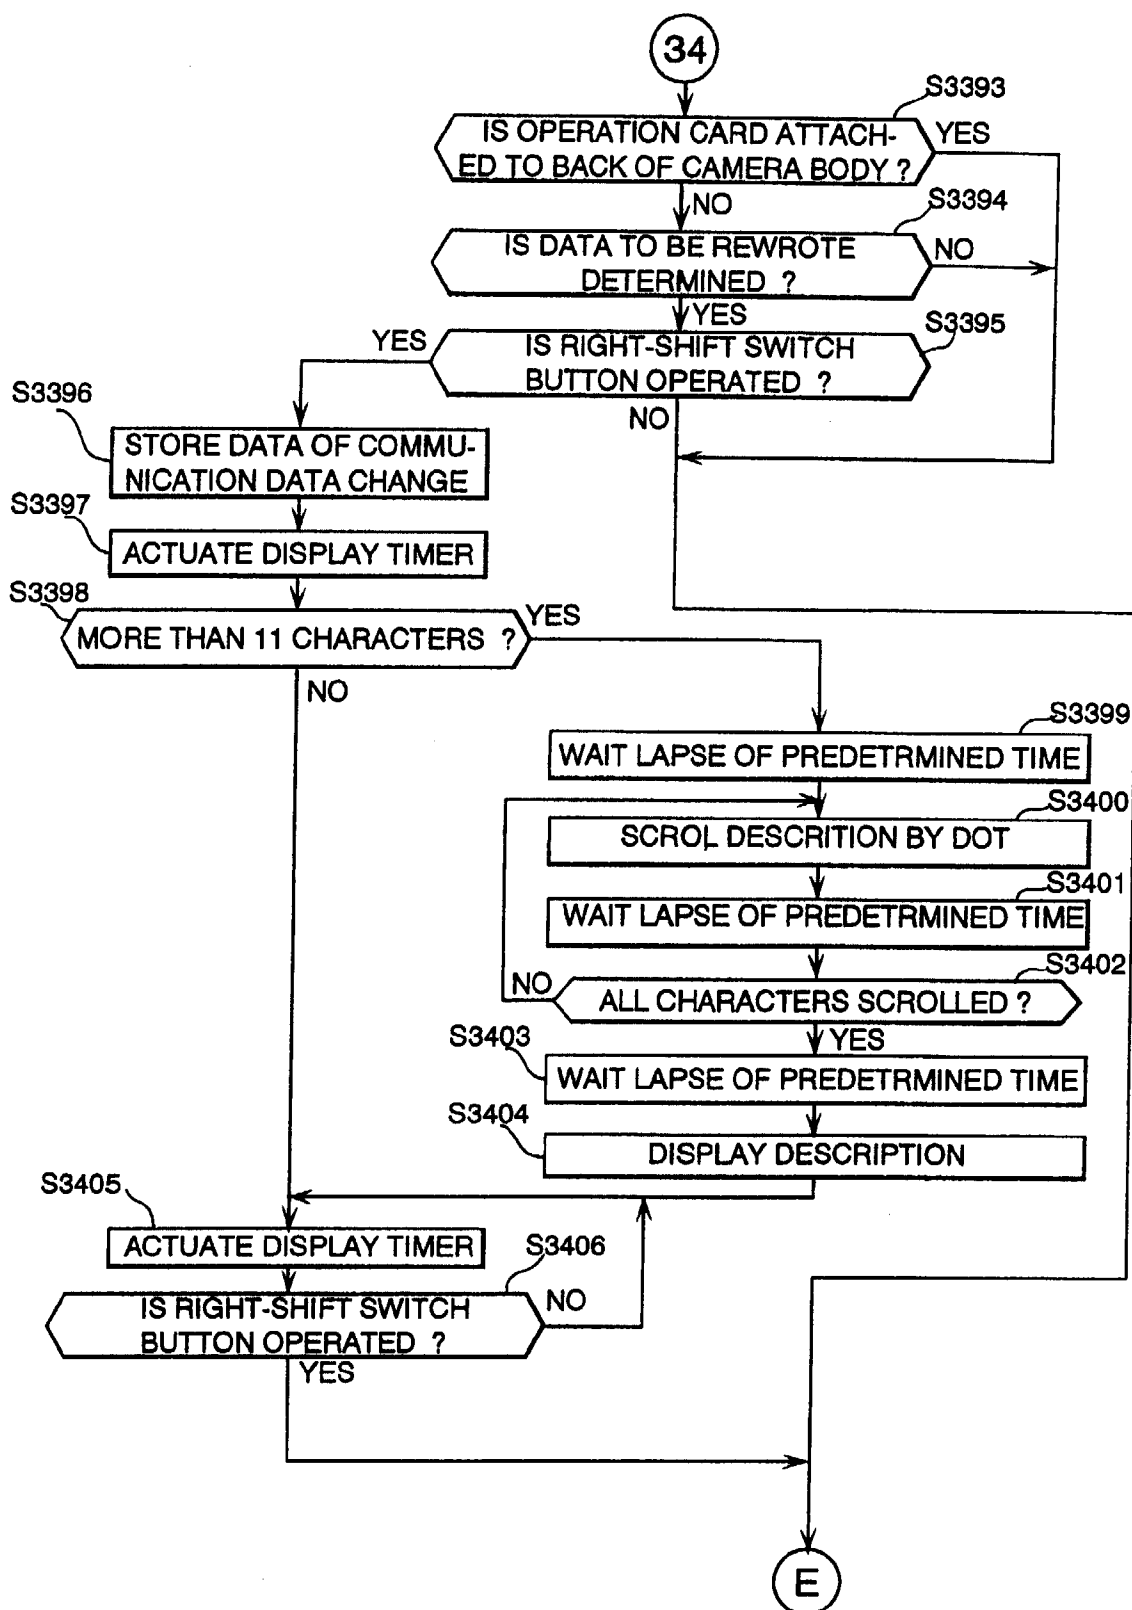 34
S3393
IS OPERATION CARD ATTACH-
ED TO BACK OF CAMERA BODY ?
YES
NO
S3394
IS DATA TO BE REWROTE
DETERMINED ?
NO
YES
S3395
IS RIGHT-SHIFT SWITCH
BUTTON OPERATED ?
YES
NO
S3396
STORE DATA OF COMMU-
NICATION DATA CHANGE
S3397
ACTUATE DISPLAY TIMER
S3398
MORE THAN 11 CHARACTERS ?
YES
NO
S3399
WAIT LAPSE OF PREDETRMINED TIME
S3400
SCROL DESCRITION BY DOT
S3401
WAIT LAPSE OF PREDETRMINED TIME
S3402
NO
ALL CHARACTERS SCROLLED ?
YES
S3403
WAIT LAPSE OF PREDETRMINED TIME
S3404
DISPLAY DESCRIPTION
S3405
ACTUATE DISPLAY TIMER
S3406
IS RIGHT-SHIFT SWITCH
BUTTON OPERATED ?
NO
YES
E